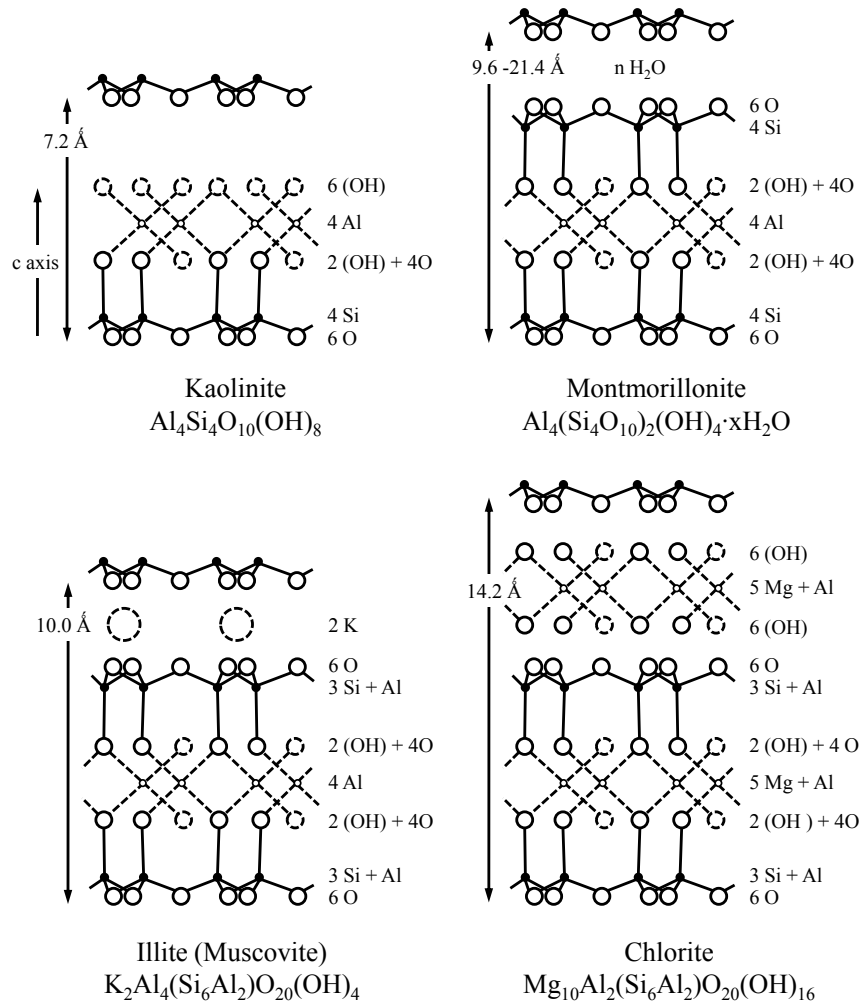 7.2 Å
c axis
6 (OH)
4 Al
2 (OH) + 4O
4 Si
6 O
Kaolinite
Al₄Si₄O₁₀(OH)₈
9.6 -21.4 Å
n H₂O
6 O
4 Si
2 (OH) + 4O
4 Al
2 (OH) + 4O
4 Si
6 O
Montmorillonite
Al₄(Si₄O₁₀)₂(OH)₄·xH₂O
10.0 Å
2 K
6 O
3 Si + Al
2 (OH) + 4O
4 Al
2 (OH) + 4O
3 Si + Al
6 O
Illite (Muscovite)
K₂Al₄(Si₆Al₂)O₂₀(OH)₄
14.2 Å
6 (OH)
5 Mg + Al
6 (OH)
6 O
3 Si + Al
2 (OH) + 4 O
5 Mg + Al
2 (OH ) + 4O
3 Si + Al
6 O
Chlorite
Mg₁₀Al₂(Si₆Al₂)O₂₀(OH)₁₆